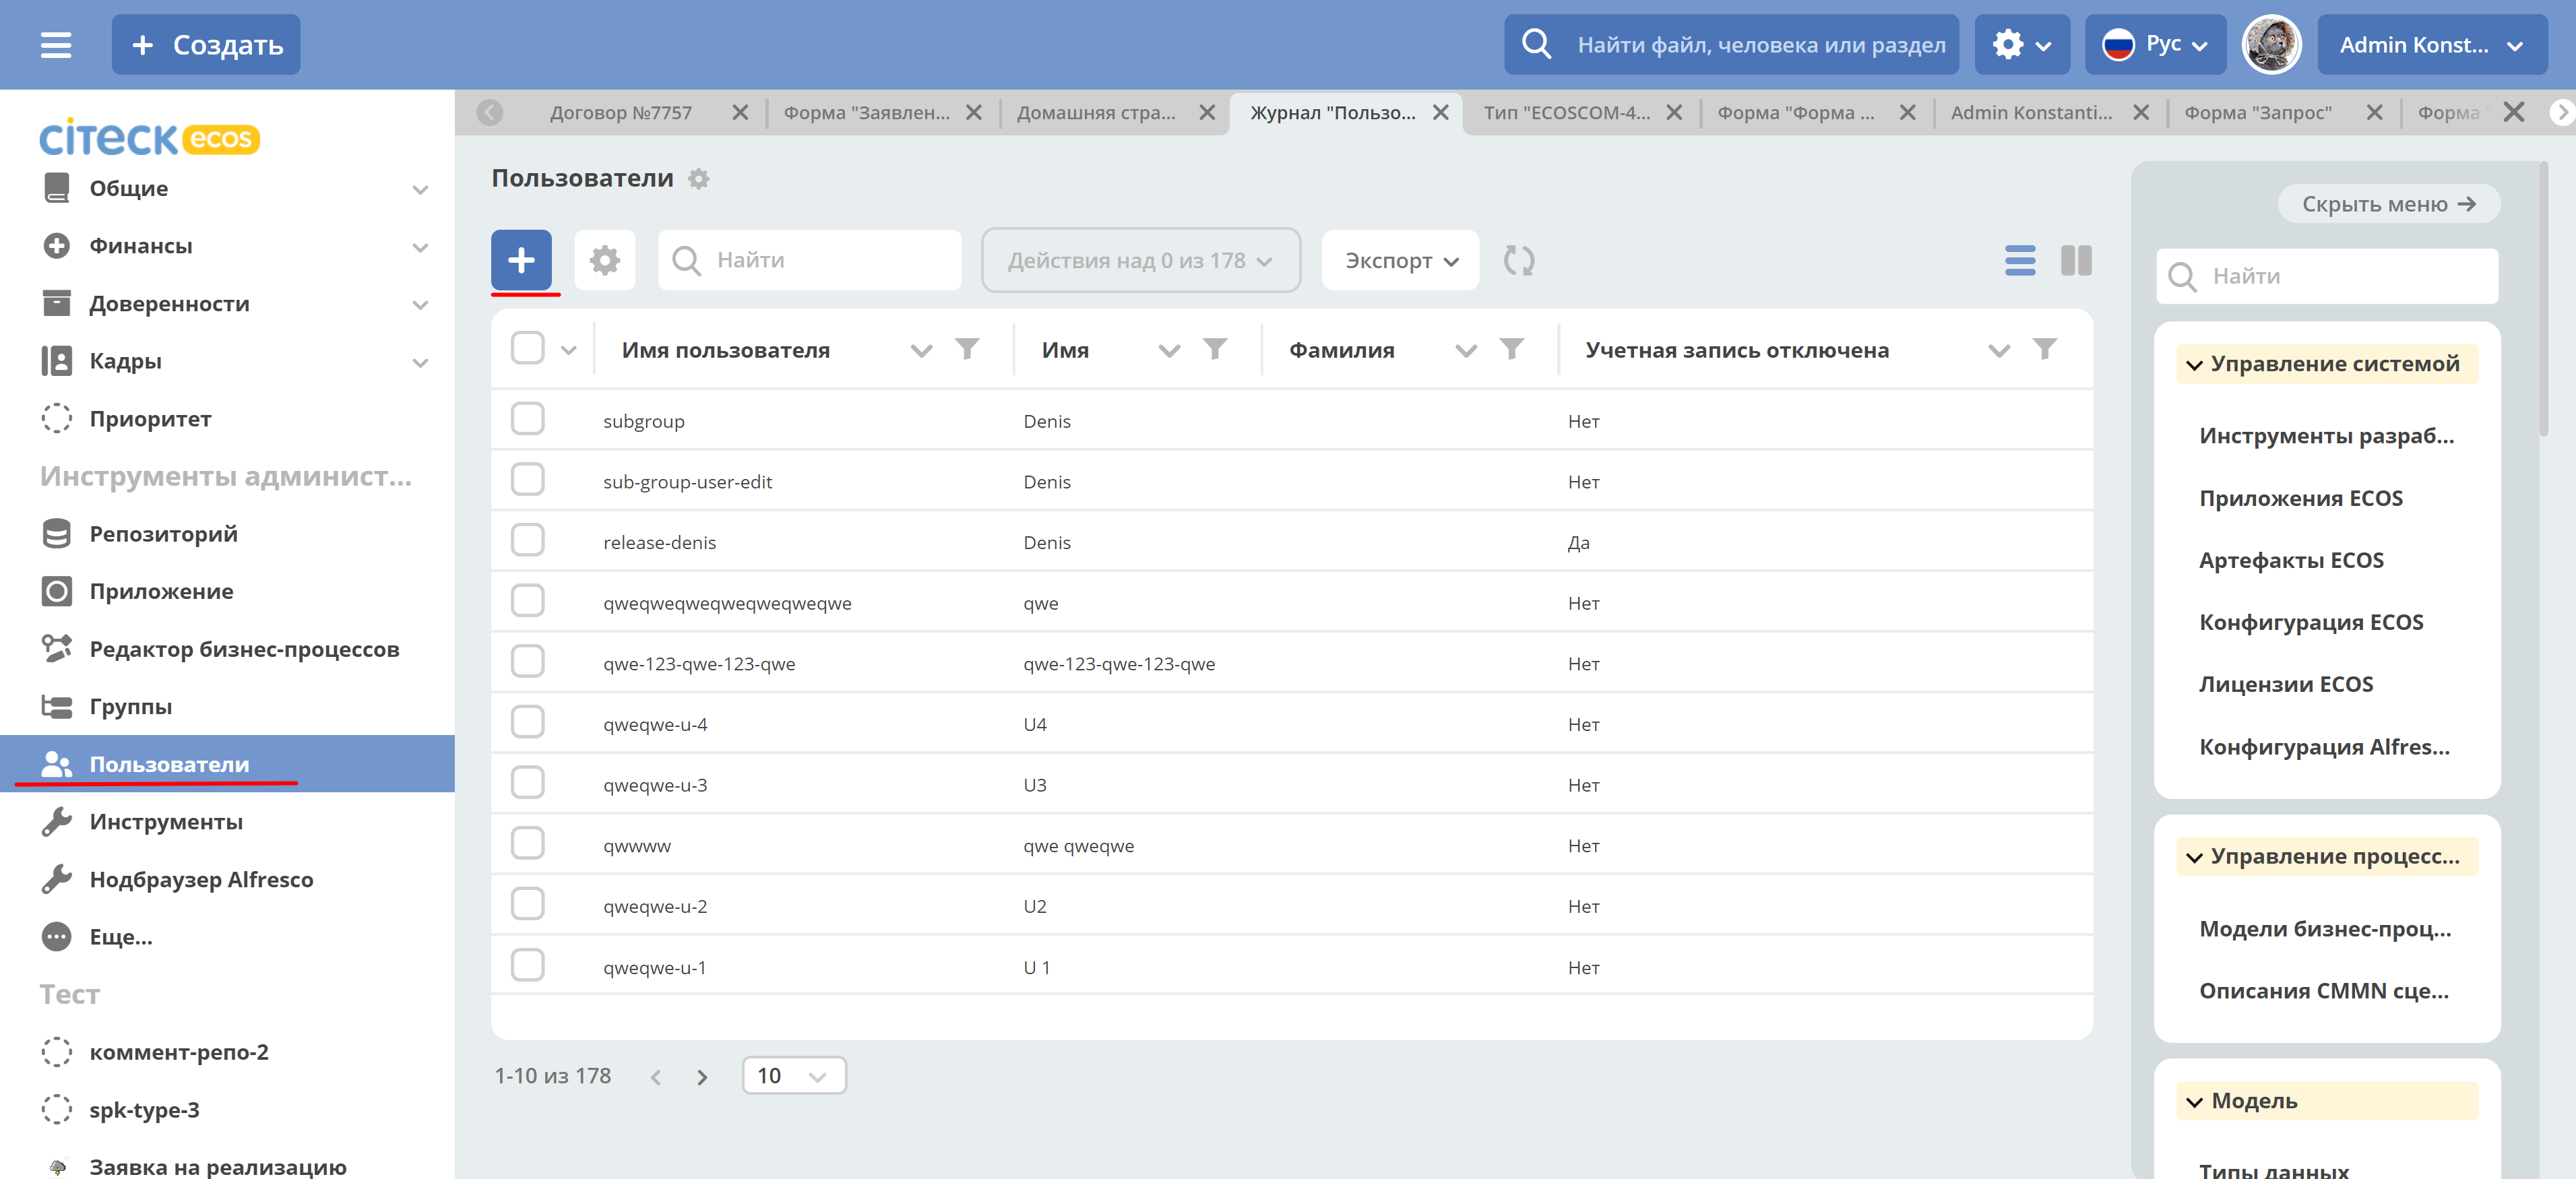 Создать
Найти файл, человека или раздел
Рус
Admin Konst...
Договор №7757
Форма "Заявлен...
Домашняя стра...
Журнал "Пользо...
Тип "ECOSCOM-4...
Форма "Форма ...
Admin Konstanti...
Форма "Запрос"
Форма "
citeck ecos
Общие
Финансы
Доверенности
Кадры
Приоритет
Инструменты админист...
Репозиторий
Приложение
Редактор бизнес-процессов
Группы
Пользователи
Инструменты
Нодбраузер Alfresco
Еще...
Тест
коммент-репо-2
spk-type-3
Заявка на реализацию
Пользователи
Найти
Действия над 0 из 178
Экспорт
Имя пользователя Имя Фамилия Учетная запись отключена
subgroup Denis Нет
sub-group-user-edit Denis Нет
release-denis Denis Да
qweqweqweqweqweqweqwe qwe Нет
qwe-123-qwe-123-qwe qwe-123-qwe-123-qwe Нет
qweqwe-u-4 U4 Нет
qweqwe-u-3 U3 Нет
qwwww qwe qweqwe Нет
qweqwe-u-2 U2 Нет
qweqwe-u-1 U 1 Нет
1-10 из 178
10
Скрыть меню
Найти
Управление системой
Инструменты разраб...
Приложения ECOS
Артефакты ECOS
Конфигурация ECOS
Лицензии ECOS
Конфигурация Alfres...
Управление процесс...
Модели бизнес-проц...
Описания CMMN сце...
Модель
Типы данных